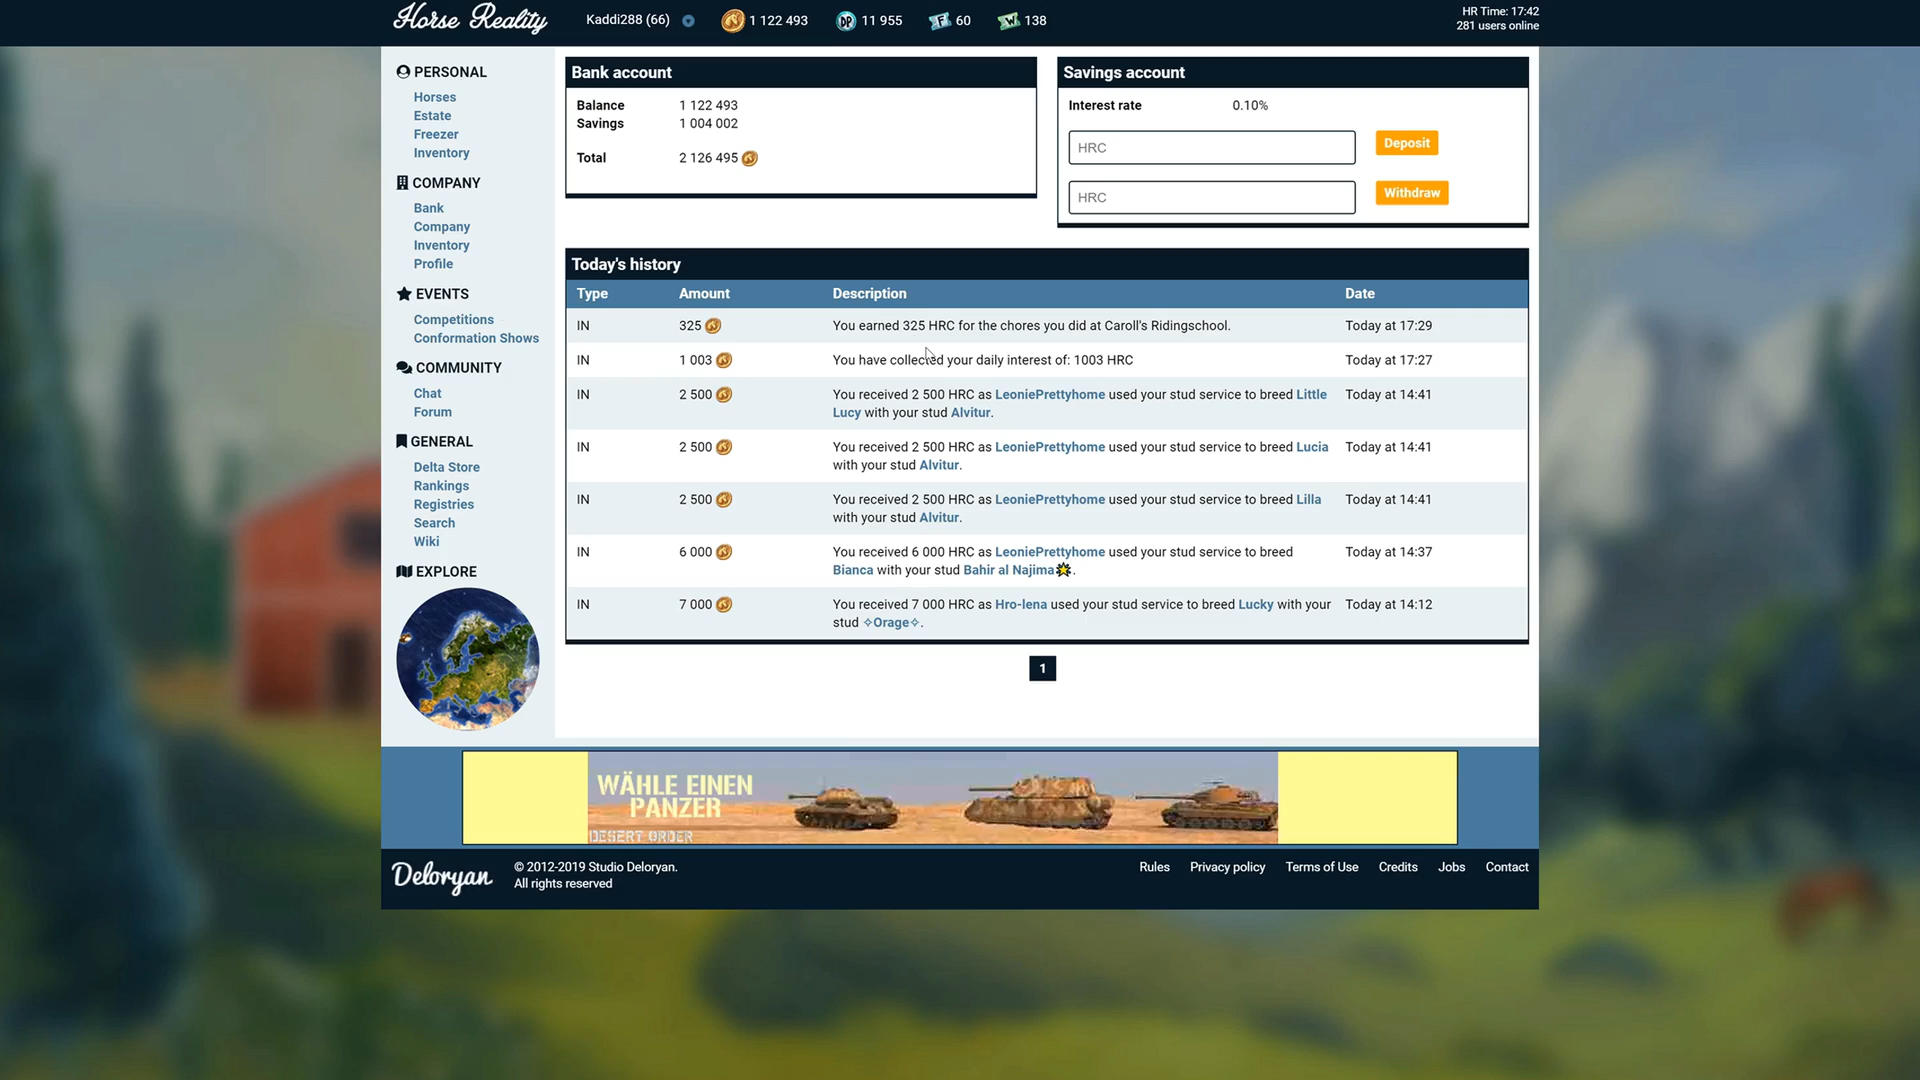 Horse Reality
Kaddi288 (66)
1 122 493
DP
11 955
F
60
W
138
HR Time: 17:42
281 users online
PERSONAL
Horses
Estate
Freezer
Inventory
COMPANY
Bank
Company
Inventory
Profile
EVENTS
Competitions
Conformation Shows
COMMUNITY
Chat
Forum
GENERAL
Delta Store
Rankings
Registries
Search
Wiki
EXPLORE
Bank account
Balance 1 122 493
Savings 1 004 002
Total 2 126 495
Savings account
Interest rate 0.10%
HRC Deposit
HRC Withdraw
Today's history
Type Amount Description Date
IN 325 You earned 325 HRC for the chores you did at Caroll's Ridingschool. Today at 17:29
IN 1 003 You have collected your daily interest of: 1003 HRC Today at 17:27
IN 2 500 You received 2 500 HRC as LeoniePrettyhome used your stud service to breed Little Today at 14:41
Lucy with your stud Alvitur.
IN 2 500 You received 2 500 HRC as LeoniePrettyhome used your stud service to breed Lucia Today at 14:41
with your stud Alvitur.
IN 2 500 You received 2 500 HRC as LeoniePrettyhome used your stud service to breed Lilla Today at 14:41
with your stud Alvitur.
IN 6 000 You received 6 000 HRC as LeoniePrettyhome used your stud service to breed Today at 14:37
Bianca with your stud Bahir al Najima.
IN 7 000 You received 7 000 HRC as Hro-lena used your stud service to breed Lucky with your Today at 14:12
stud ✧Orage✧.
1
WÄHLE EINEN
PANZER
DESERT ORDER
Deloryan
© 2012-2019 Studio Deloryan.
All rights reserved
Rules Privacy policy Terms of Use Credits Jobs Contact